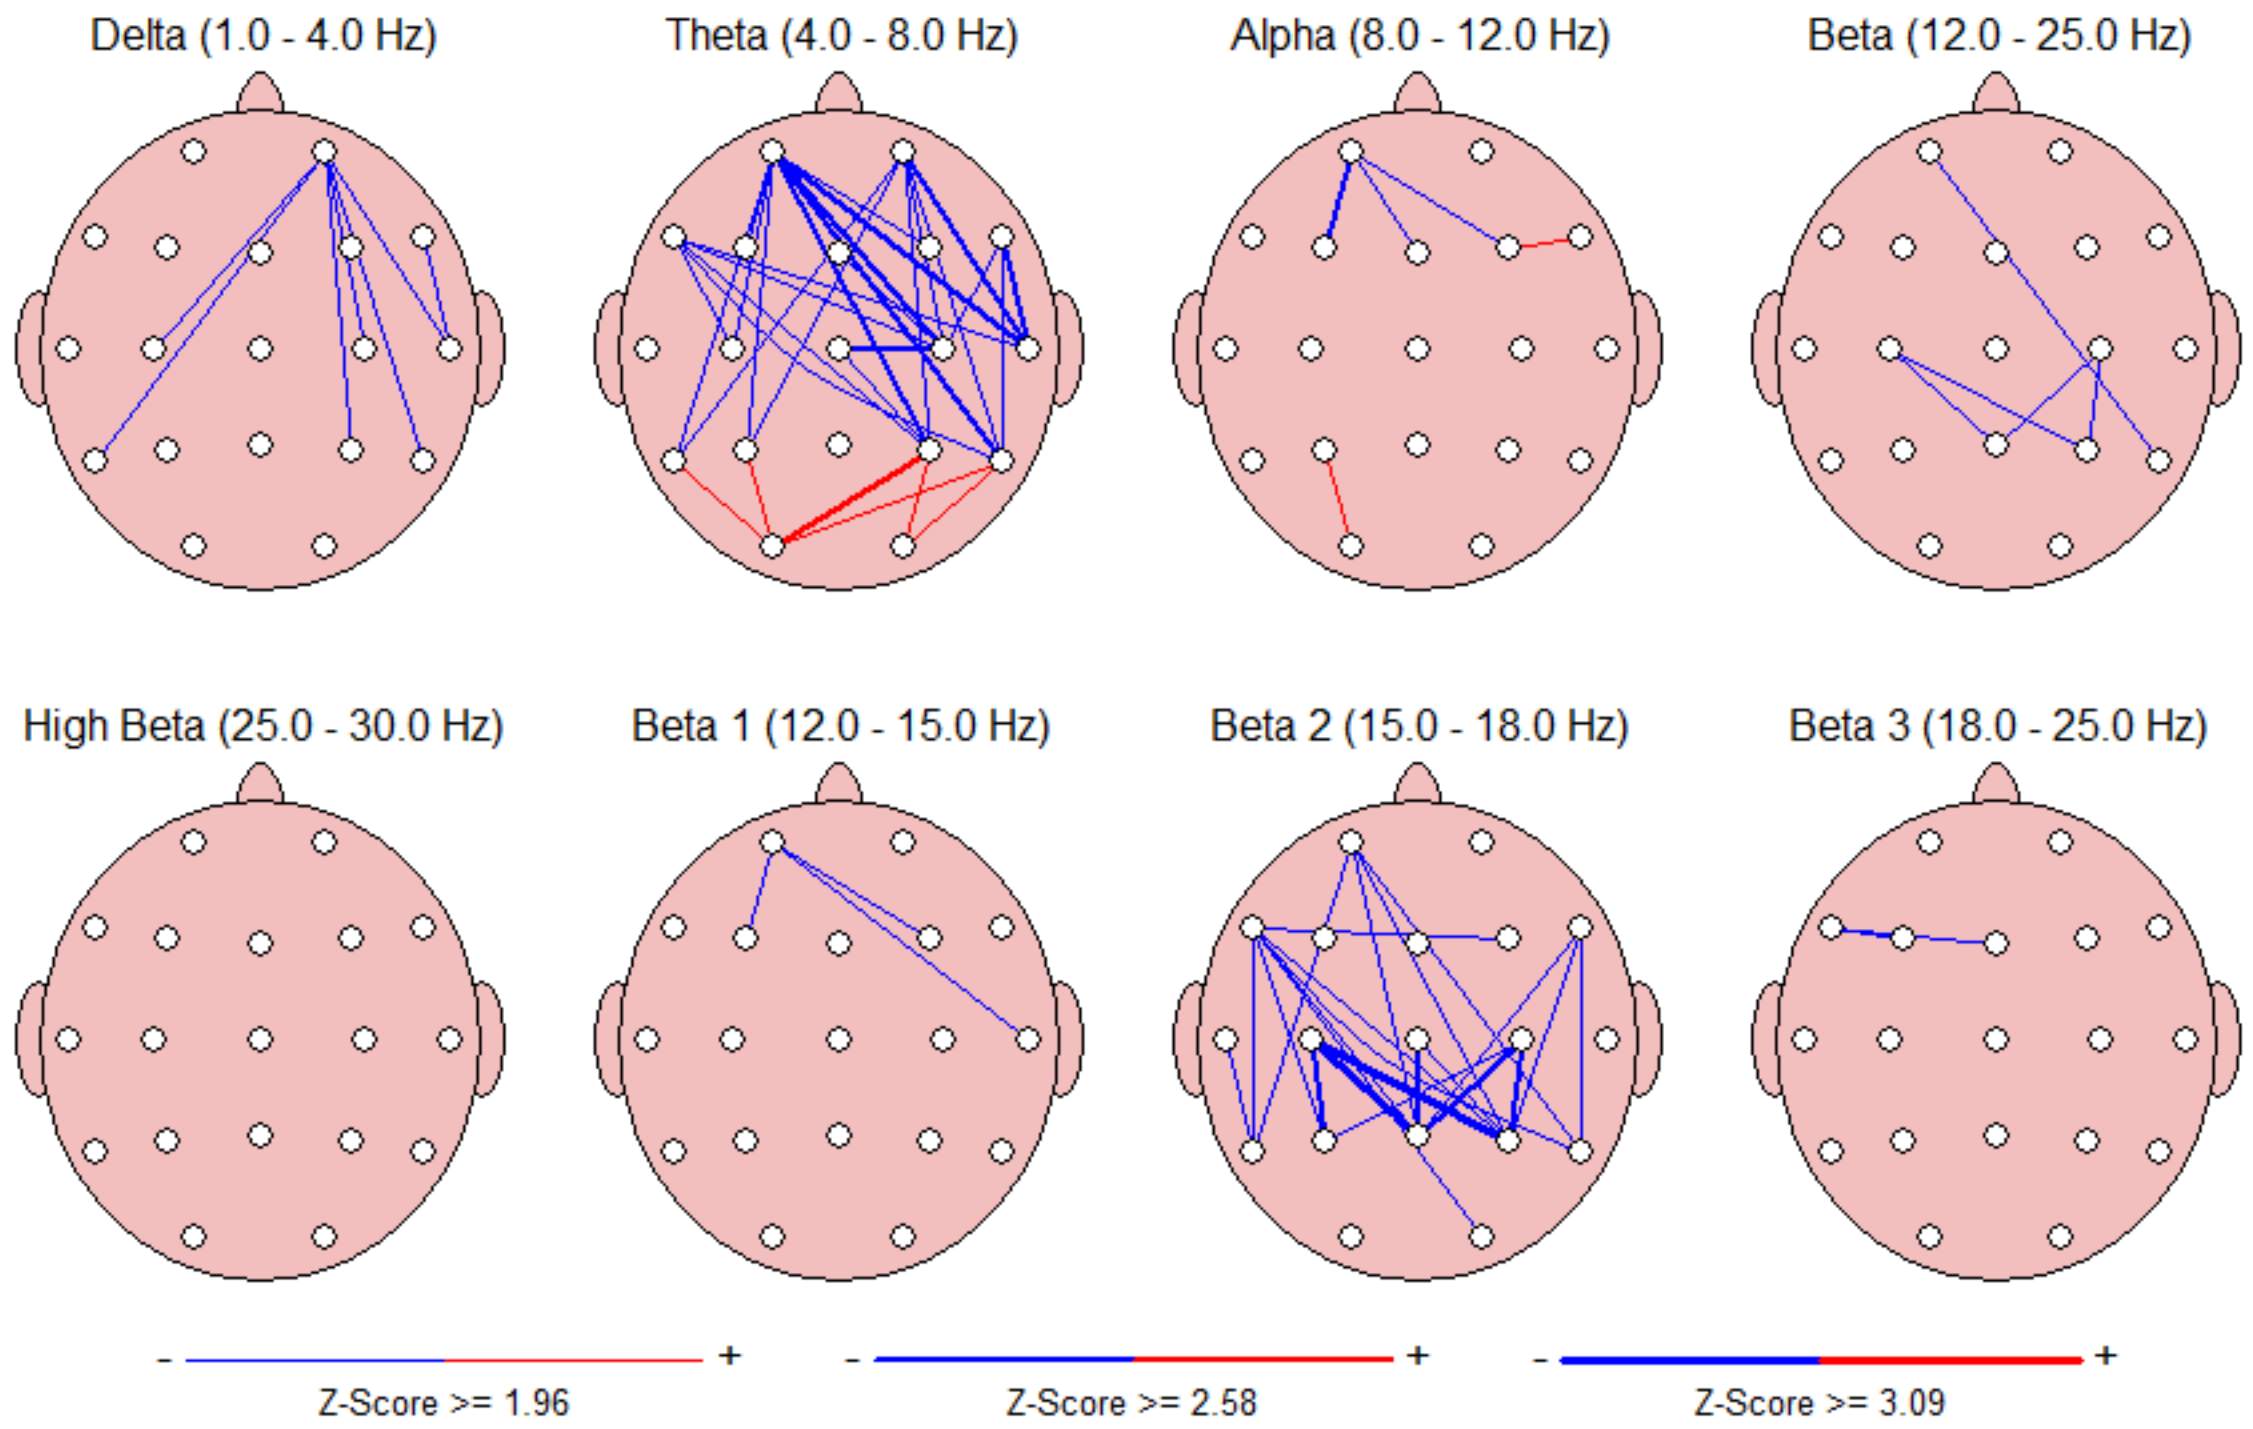 Delta (1.0 - 4.0 Hz) Theta (4.0 - 8.0 Hz) Alpha (8.0 - 12.0 Hz) Beta (12.0 - 25.0 Hz)
High Beta (25.0 - 30.0 Hz) Beta 1 (12.0 - 15.0 Hz) Beta 2 (15.0 - 18.0 Hz) Beta 3 (18.0 - 25.0 Hz)
- + - + - +
Z-Score >= 1.96 Z-Score >= 2.58 Z-Score >= 3.09